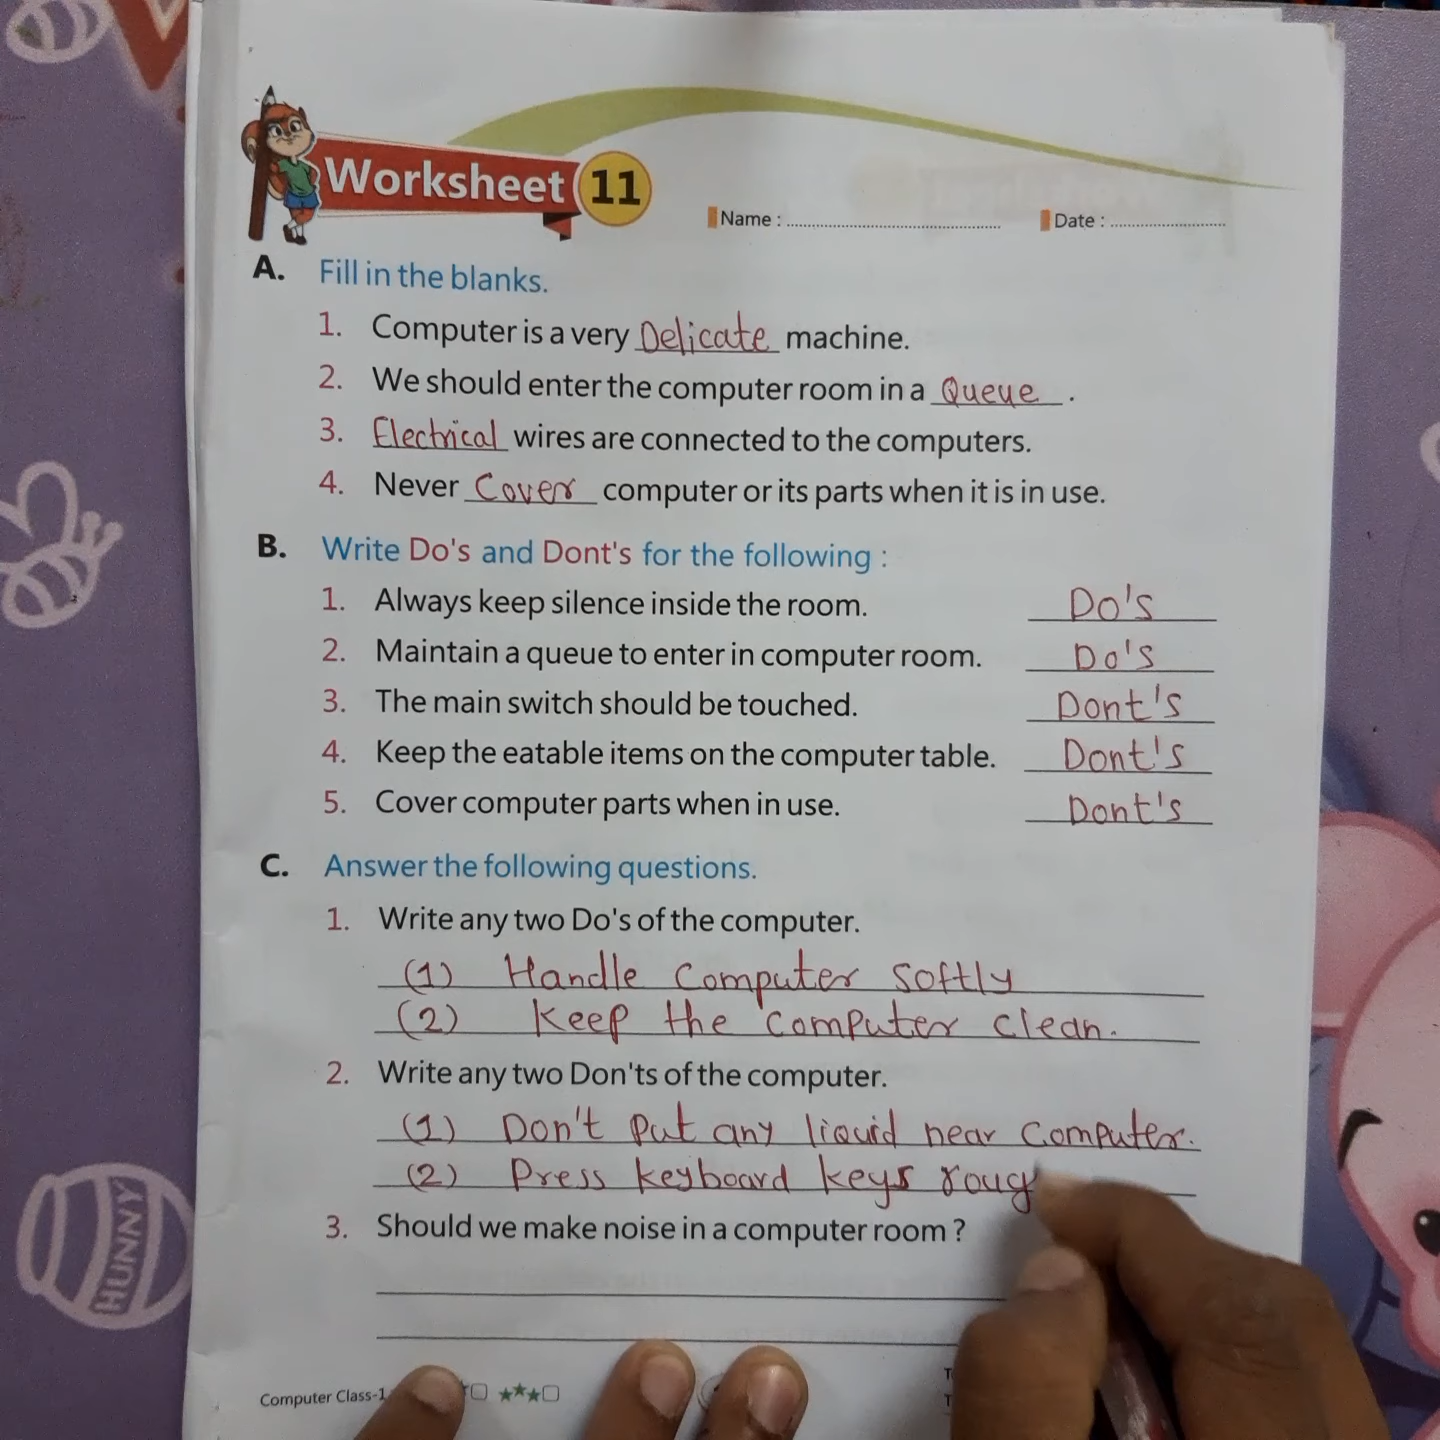 Worksheet 11
Name : Date :
A. Fill in the blanks.
1. Computer is a very Delicate machine.
2. We should enter the computer room in a Queue .
3. Electrical wires are connected to the computers.
4. Never Cover computer or its parts when it is in use.
B. Write Do's and Dont's for the following :
1. Always keep silence inside the room. Do's
2. Maintain a queue to enter in computer room. Do's
3. The main switch should be touched. Dont's
4. Keep the eatable items on the computer table. Dont's
5. Cover computer parts when in use. Dont's
C. Answer the following questions.
1. Write any two Do's of the computer.
(1) Handle Computer Softly
(2) Keep the Computer clean.
2. Write any two Don'ts of the computer.
(1) Don't Put any liquid near Computer.
(2) Press keyboard keys roug
3. Should we make noise in a computer room ?
Computer Class-1
HUNNY